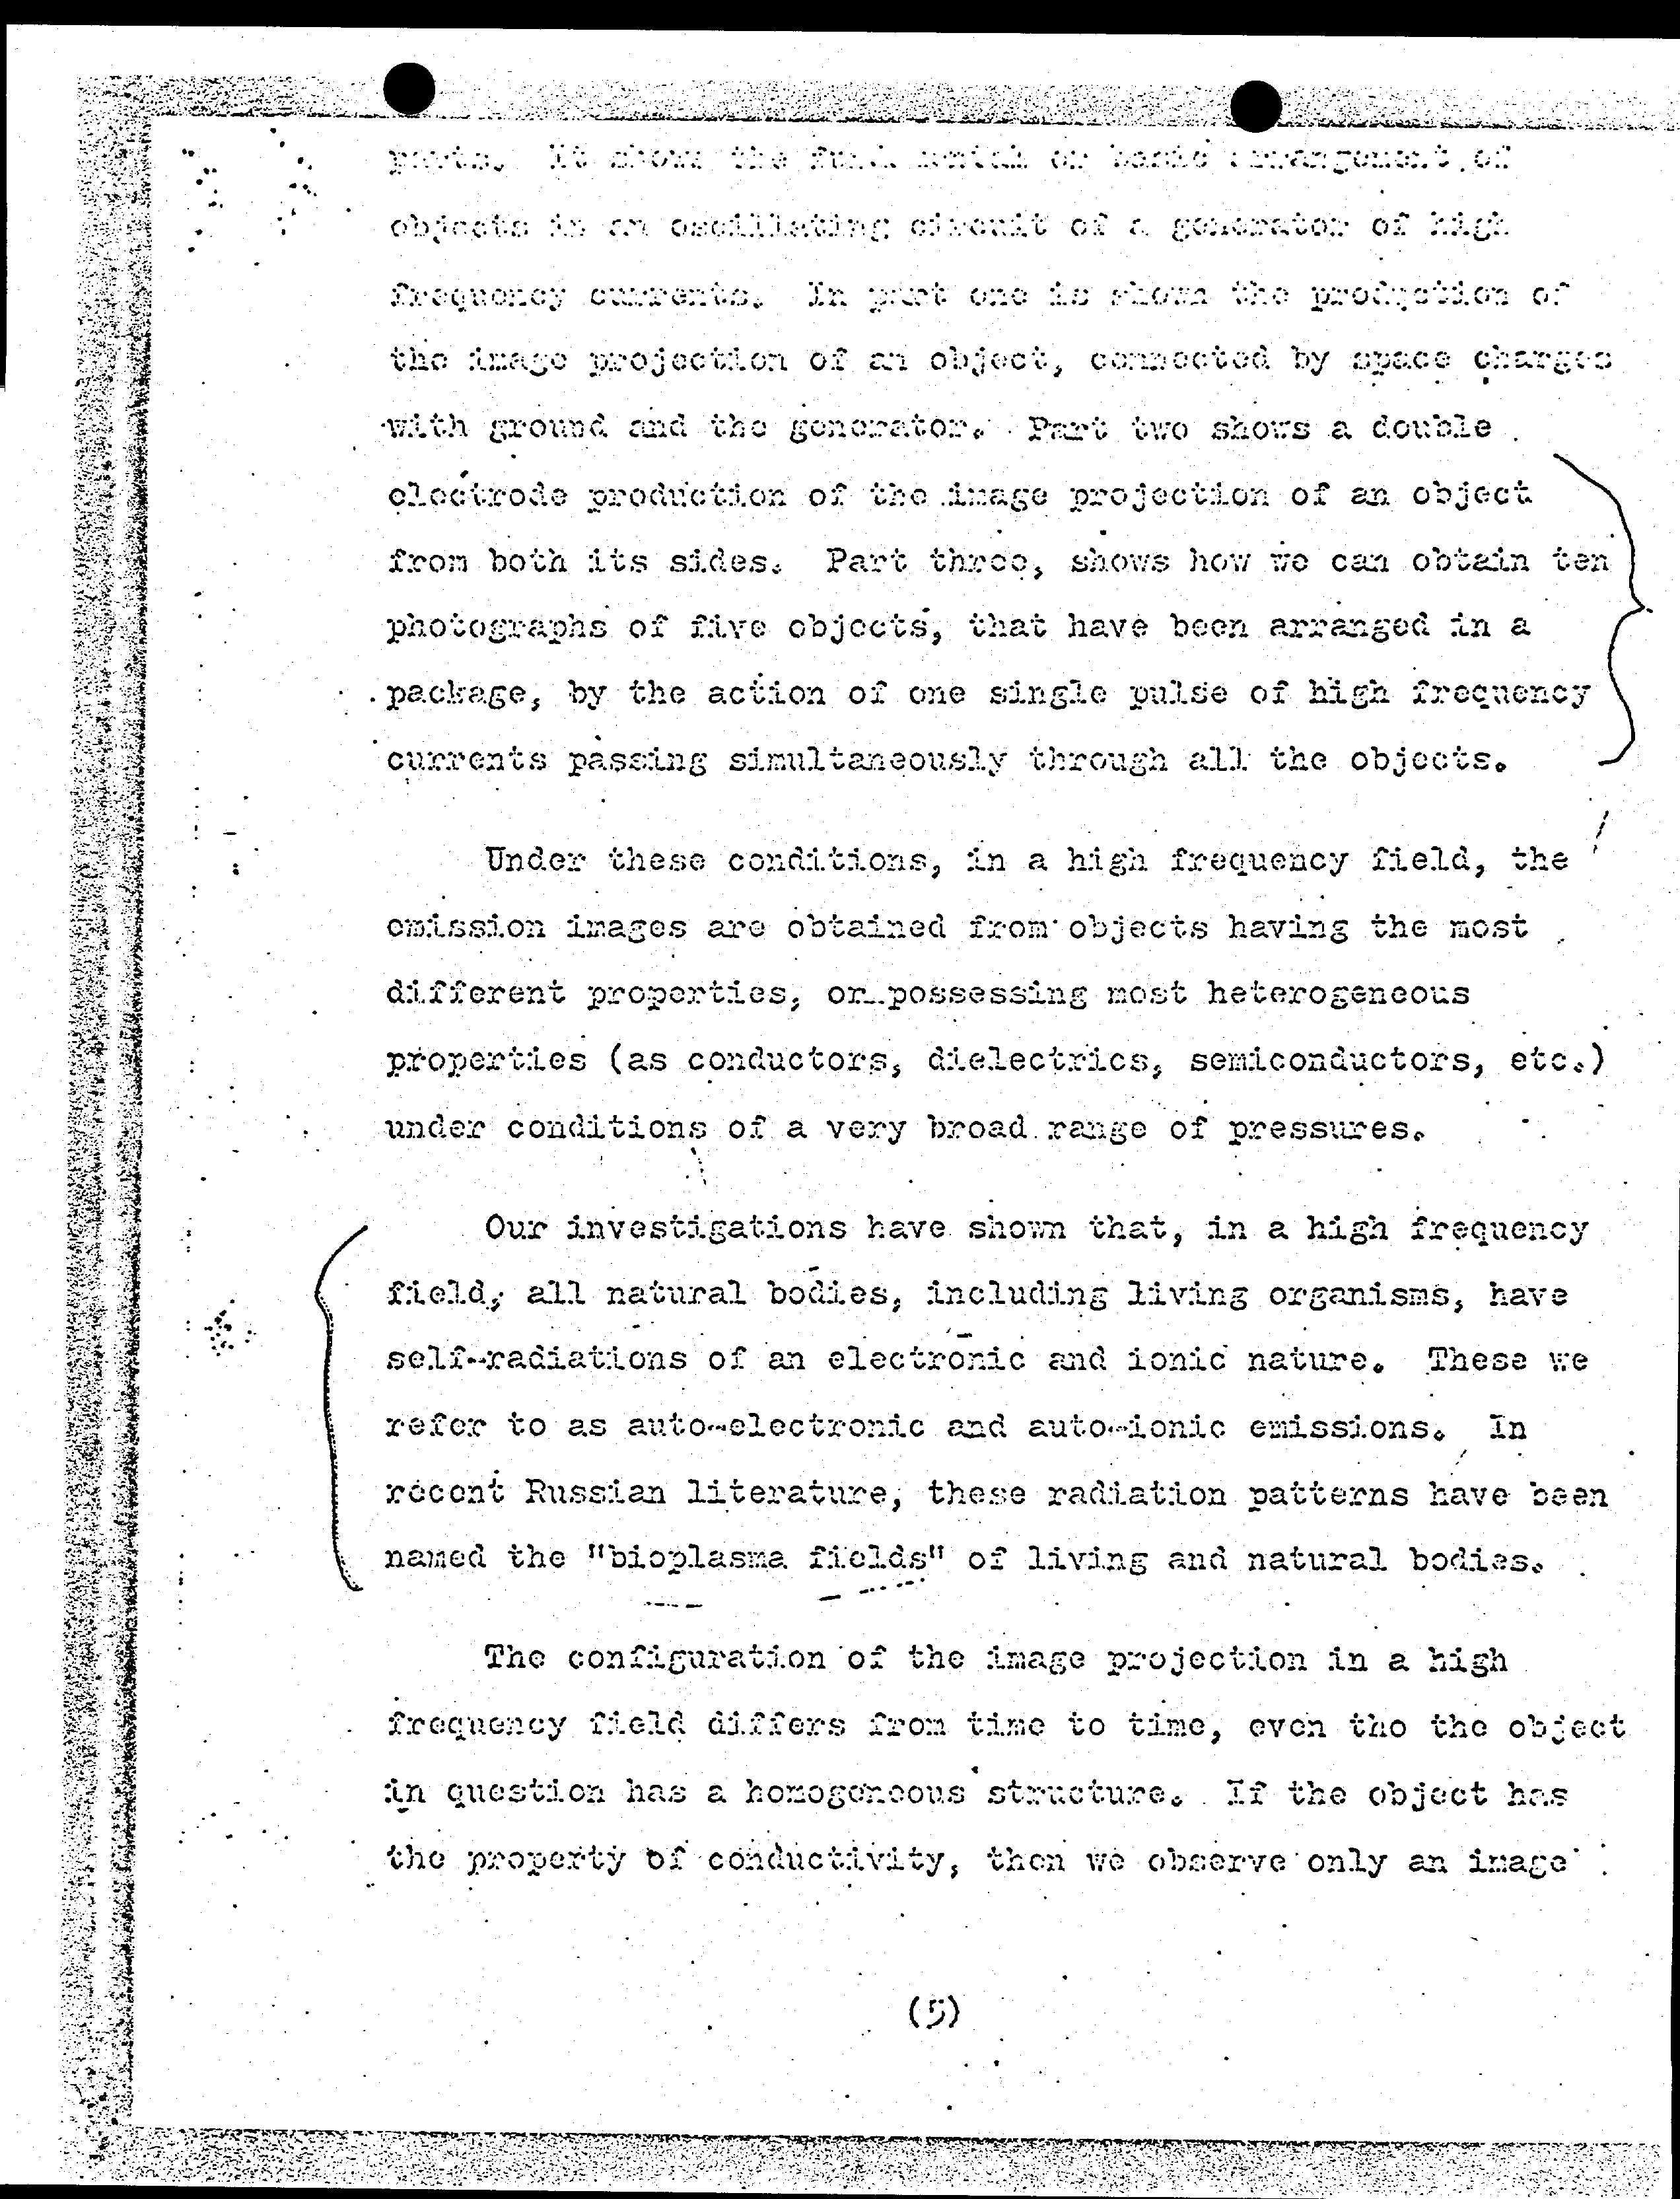 parts. It shows the or basic arrangement of
objects in an oscillating circuit of a generator of high
frequency currents. In part one is shown the production of
the image projection of an object, connected by space charges
with ground and the generator. Part two shows a double
electrode production of the image projection of an object
from both its sides. Part three, shows how we can obtain ten
photographs of five objects, that have been arranged in a
package, by the action of one single pulse of high frequency
currents passing simultaneously through all the objects.
Under these conditions, in a high frequency field, the
emission images are obtained from objects having the most
different properties, or possessing most heterogeneous
properties (as conductors, dielectrics, semiconductors, etc.)
under conditions of a very broad range of pressures.
Our investigations have shown that, in a high frequency
field, all natural bodies, including living organisms, have
self-radiations of an electronic and ionic nature. These we
refer to as auto-electronic and auto-ionic emissions. In
recent Russian literature, these radiation patterns have been
named the "bioplasma fields" of living and natural bodies.
The configuration of the image projection in a high
frequency field differs from time to time, even tho the object
in question has a homogeneous structure. If the object has
the property of conductivity, then we observe only an image
(5)